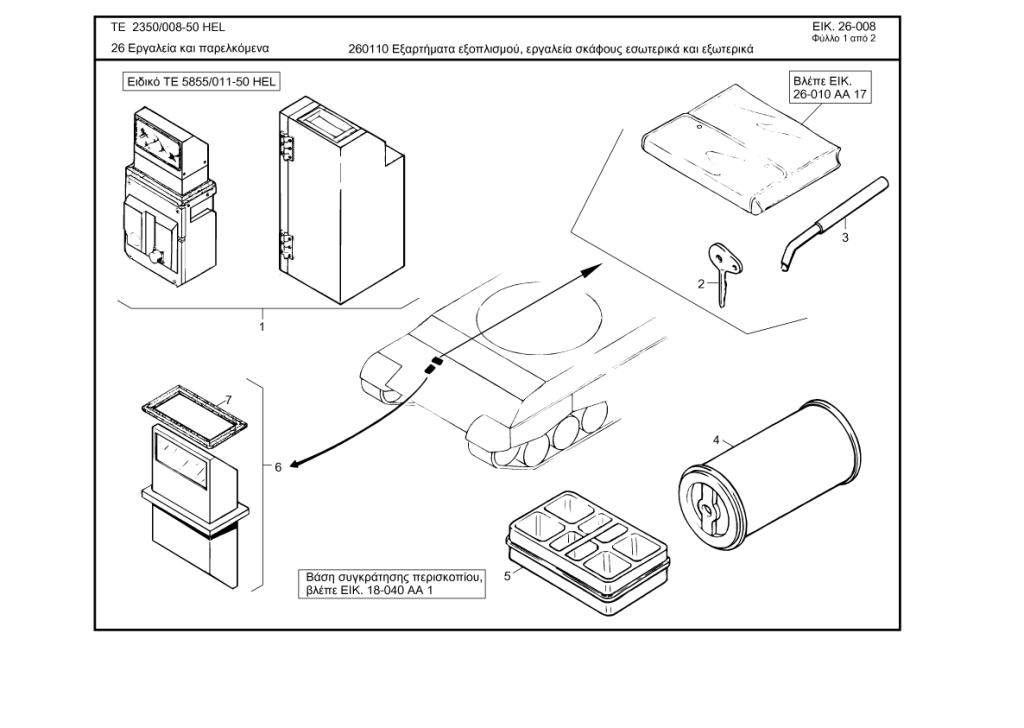 TE 2350/008-50 HEL
ΕΙΚ. 26-008
Φύλλο 1 από 2
26 Εργαλεία και παρελκόμενα
260110 Εξαρτήματα εξοπλισμού, εργαλεία σκάφους εσωτερικά και εξωτερικά
Ειδικό TE 5855/011-50 HEL
Βλέπε ΕΙΚ.
26-010 ΑΑ 17
3
2
1
7
4
6
5
Βάση συγκράτησης περισκοπίου,
βλέπε ΕΙΚ. 18-040 ΑΑ 1